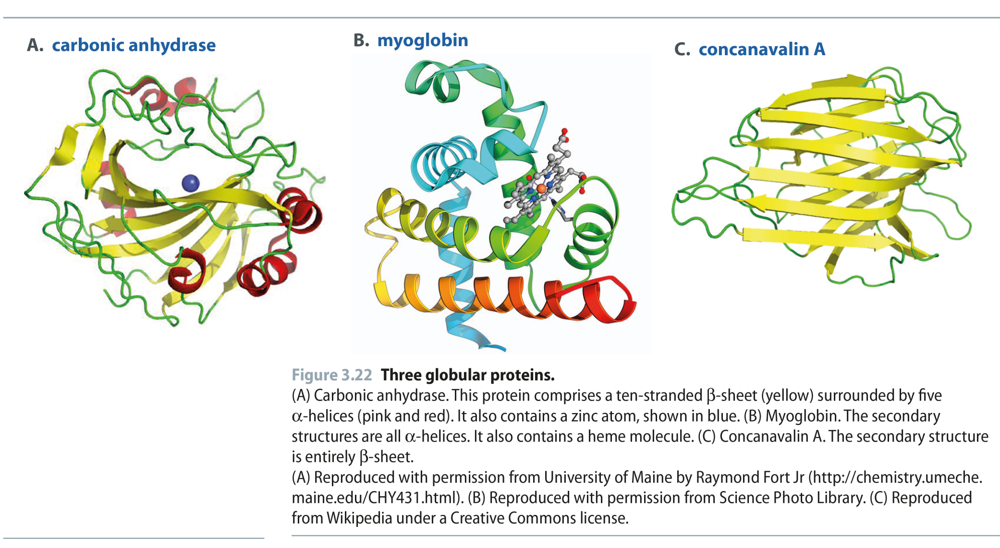 A. carbonic anhydrase
B. myoglobin
C. concanavalin A
Figure 3.22 Three globular proteins.
(A) Carbonic anhydrase. This protein comprises a ten-stranded β-sheet (yellow) surrounded by five
α-helices (pink and red). It also contains a zinc atom, shown in blue. (B) Myoglobin. The secondary
structures are all α-helices. It also contains a heme molecule. (C) Concanavalin A. The secondary structure
is entirely β-sheet.
(A) Reproduced with permission from University of Maine by Raymond Fort Jr (http://chemistry.umeche.
maine.edu/CHY431.html). (B) Reproduced with permission from Science Photo Library. (C) Reproduced
from Wikipedia under a Creative Commons license.